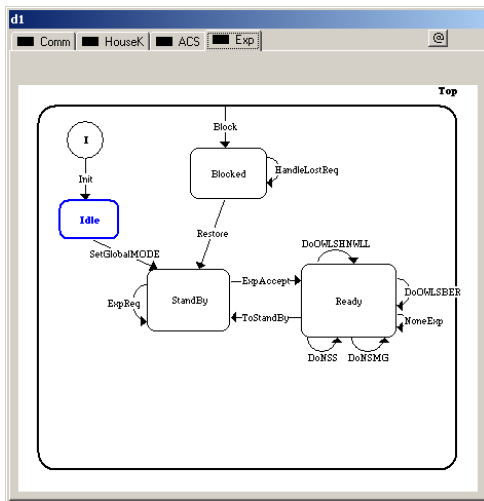 d1
Comm HouseK ACS Exp @
Top
I
Block
Init
Blocked
HandleLostReq
Idle
Restore
SetGlobalMODE
DoOWLSHNWLL
ExpReq
StandBy
ExpAccept
Ready
DoOWLSBER
ToStandBy
NoneExp
DoNSS
DoNSMG